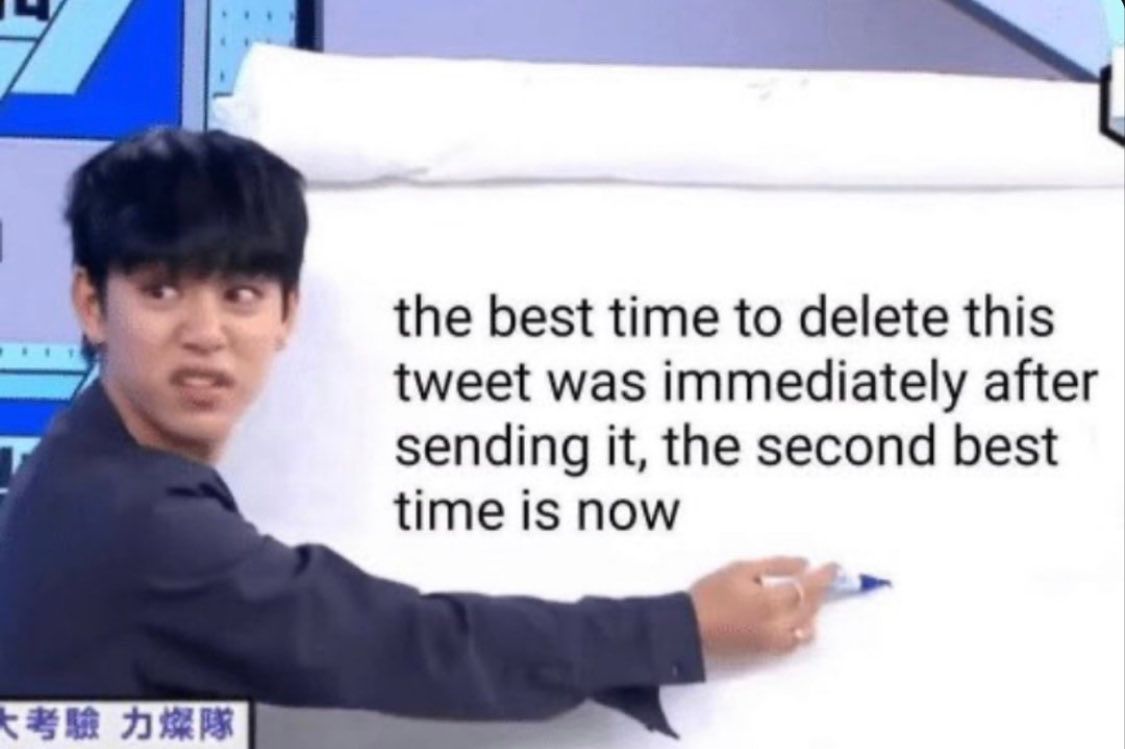 the best time to delete this
tweet was immediately after
sending it, the second best
time is now
大考驗 力燦隊